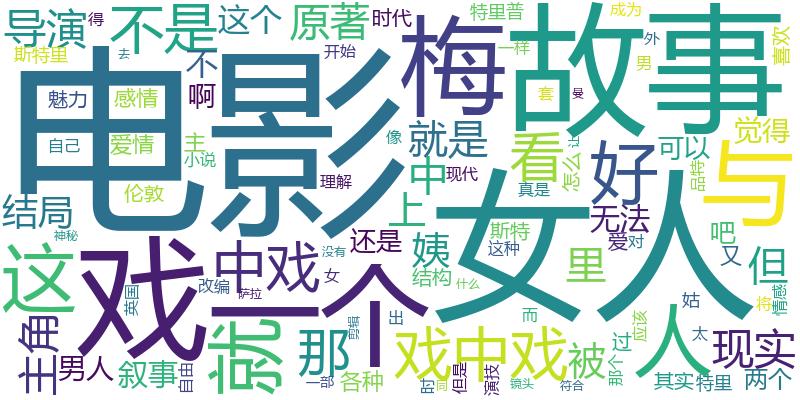 导演
得
不是
这个
原著
时代
特里普
成为
喜欢
斯特里
去
不
开始
梅
故事
外
一样
男
魅力
感情
啊
电影
套
曼
自己
爱情
主
小说
像
就是
看
怎么
让
觉得
伦敦
理解
中
现代
好
可以
品特
与
结局
神秘
上
真是
无法
女人
吧
斯特
爱
对
又
但
这
戏
中戏
还是
没有
姨
这种
里
结构
什么
一个
改编
女
英国
萨拉
姑
情感
将
人
主角
就
那
出
剪辑
而
太
应该
戏中戏
被
过
现实
男人
叙事
自由
一部
各种
时
同
但是
演技
镜头
符合
那个
其实
特里
两个